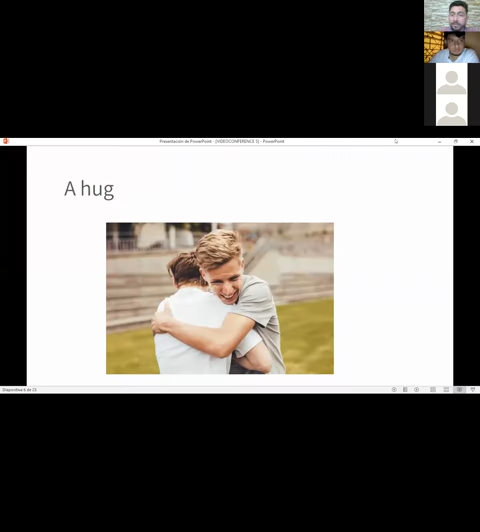 Presentación de PowerPoint - [VIDEOCONFERENCE 5] - PowerPoint
A hug
Diapositiva 6 de 23